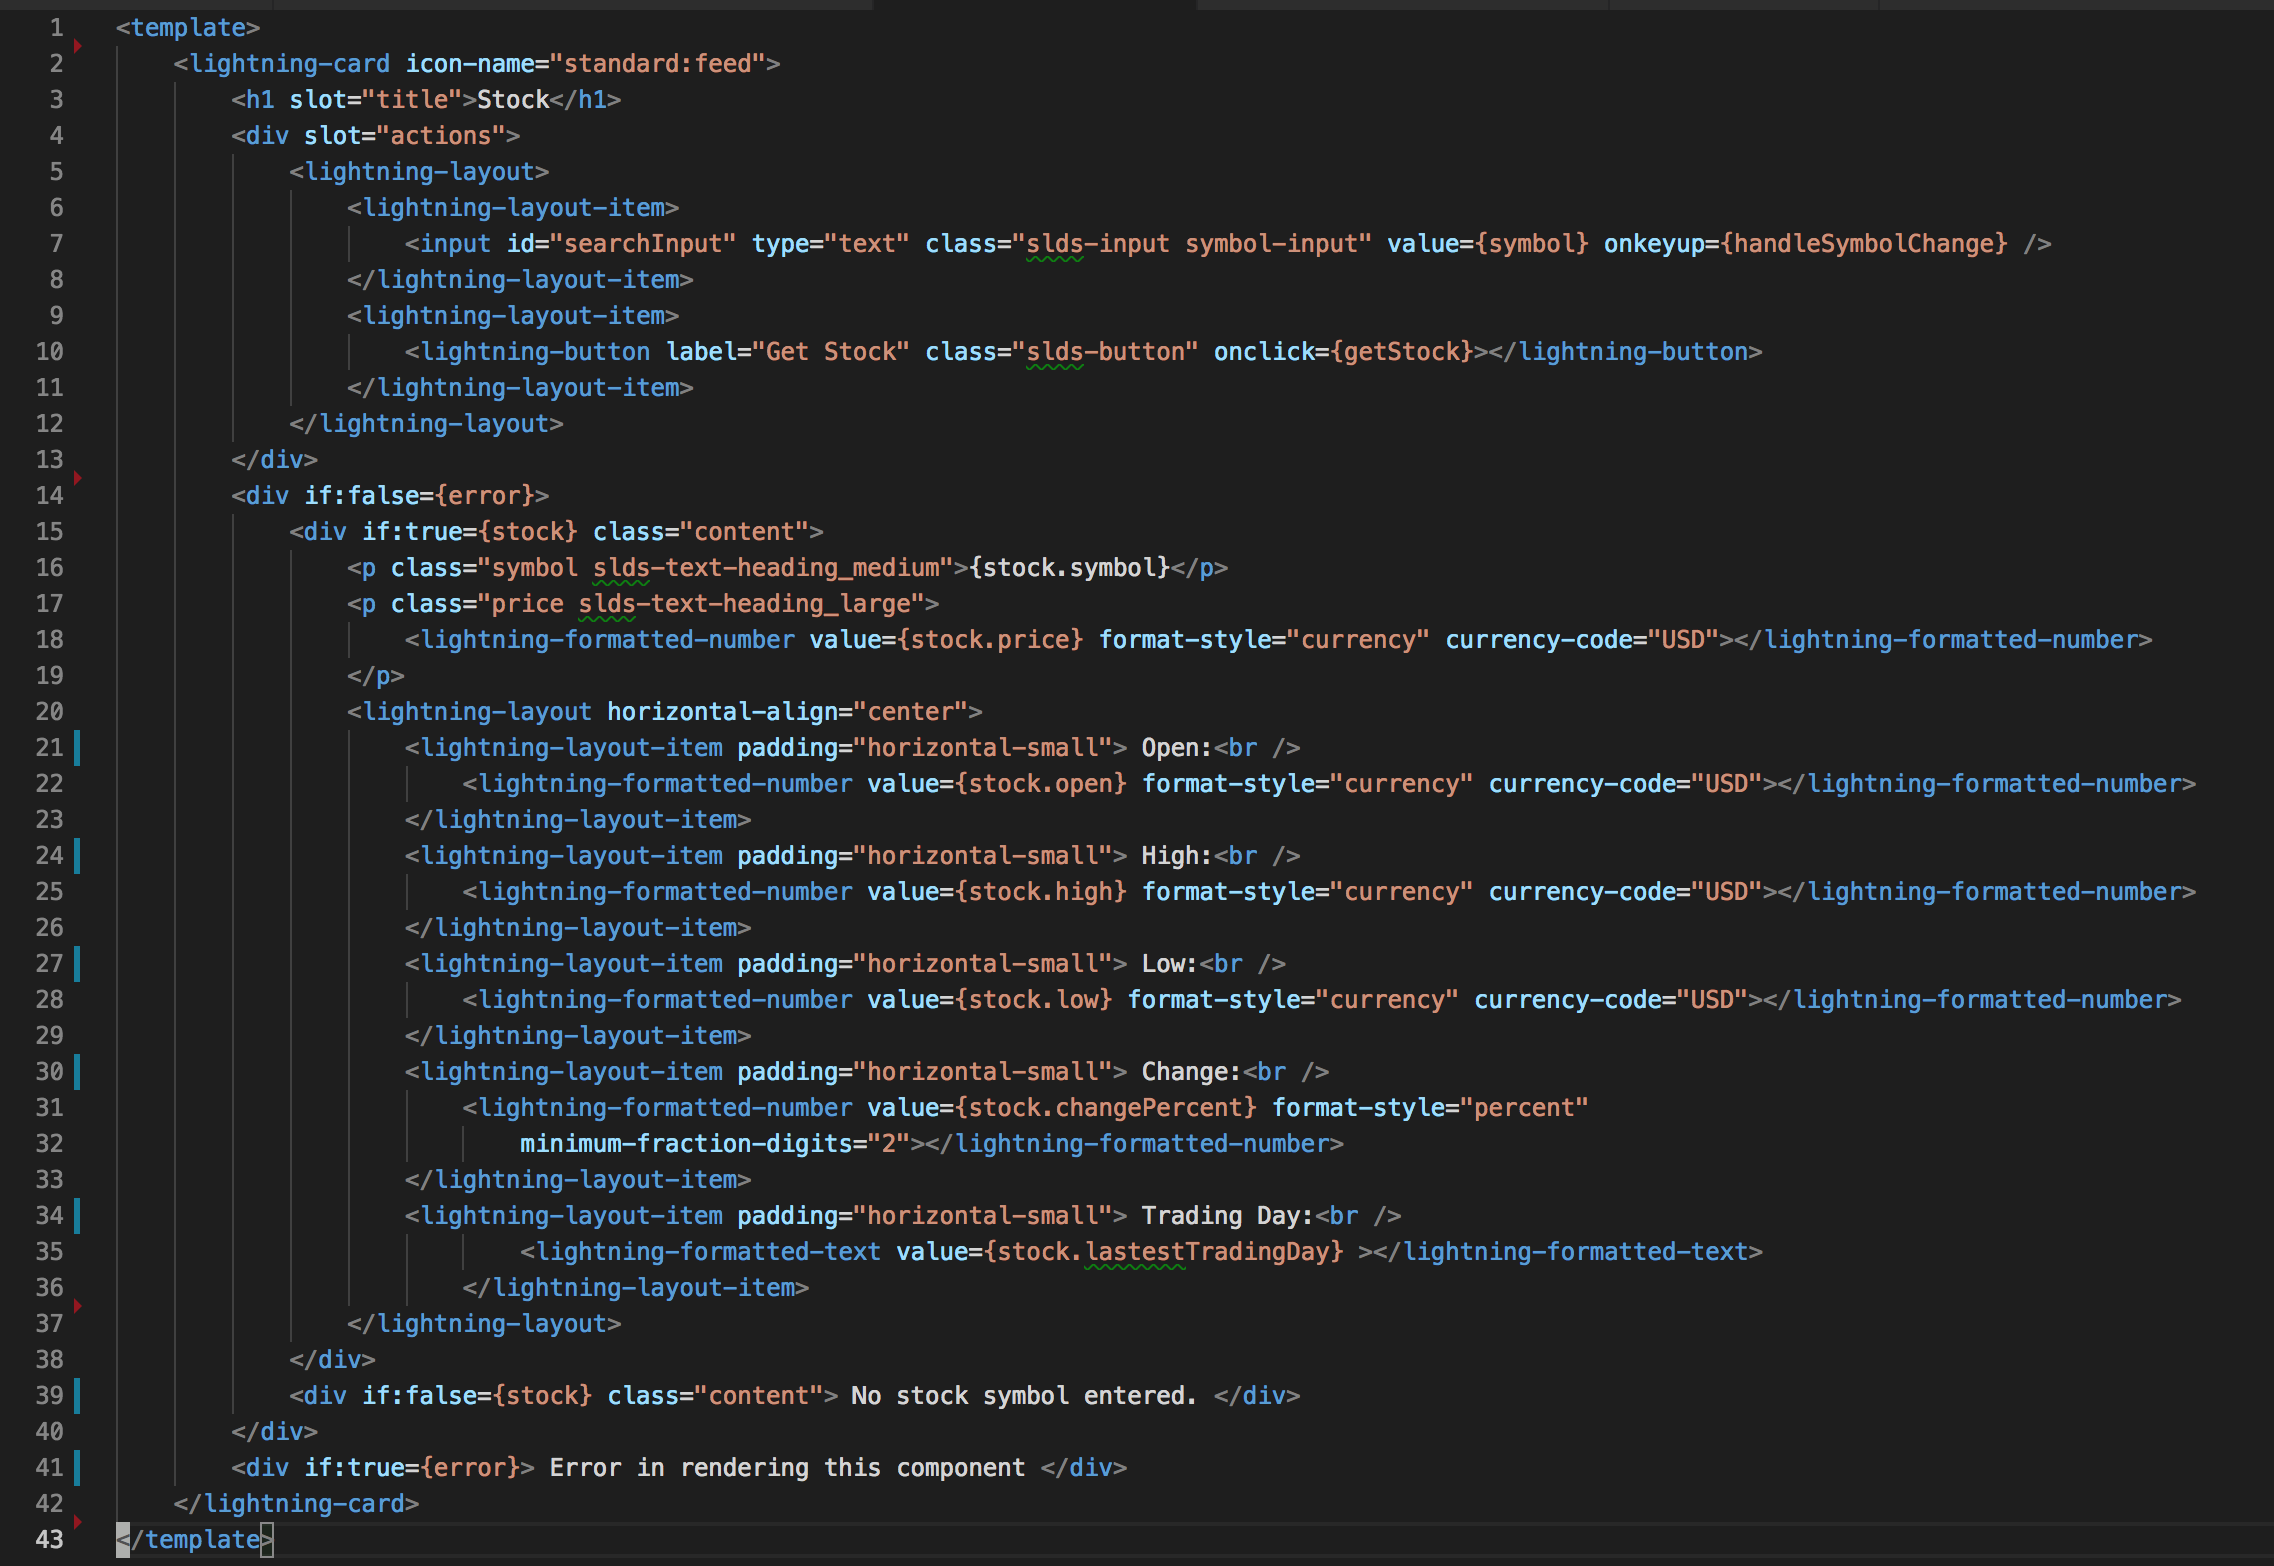 1 <template>
2 <lightning-card icon-name="standard:feed">
3 <h1 slot="title">Stock</h1>
4 <div slot="actions">
5 <lightning-layout>
6 <lightning-layout-item>
7 <input id="searchInput" type="text" class="slds-input symbol-input" value={symbol} onkeyup={handleSymbolChange} />
8 </lightning-layout-item>
9 <lightning-layout-item>
10 <lightning-button label="Get Stock" class="slds-button" onclick={getStock}></lightning-button>
11 </lightning-layout-item>
12 </lightning-layout>
13 </div>
14 <div if:false={error}>
15 <div if:true={stock} class="content">
16 <p class="symbol slds-text-heading_medium">{stock.symbol}</p>
17 <p class="price slds-text-heading_large">
18 <lightning-formatted-number value={stock.price} format-style="currency" currency-code="USD"></lightning-formatted-number>
19 </p>
20 <lightning-layout horizontal-align="center">
21 <lightning-layout-item padding="horizontal-small"> Open:<br />
22 <lightning-formatted-number value={stock.open} format-style="currency" currency-code="USD"></lightning-formatted-number>
23 </lightning-layout-item>
24 <lightning-layout-item padding="horizontal-small"> High:<br />
25 <lightning-formatted-number value={stock.high} format-style="currency" currency-code="USD"></lightning-formatted-number>
26 </lightning-layout-item>
27 <lightning-layout-item padding="horizontal-small"> Low:<br />
28 <lightning-formatted-number value={stock.low} format-style="currency" currency-code="USD"></lightning-formatted-number>
29 </lightning-layout-item>
30 <lightning-layout-item padding="horizontal-small"> Change:<br />
31 <lightning-formatted-number value={stock.changePercent} format-style="percent"
32 minimum-fraction-digits="2"></lightning-formatted-number>
33 </lightning-layout-item>
34 <lightning-layout-item padding="horizontal-small"> Trading Day:<br />
35 <lightning-formatted-text value={stock.lastestTradingDay} ></lightning-formatted-text>
36 </lightning-layout-item>
37 </lightning-layout>
38 </div>
39 <div if:false={stock} class="content"> No stock symbol entered. </div>
40 </div>
41 <div if:true={error}> Error in rendering this component </div>
42 </lightning-card>
43 </template>